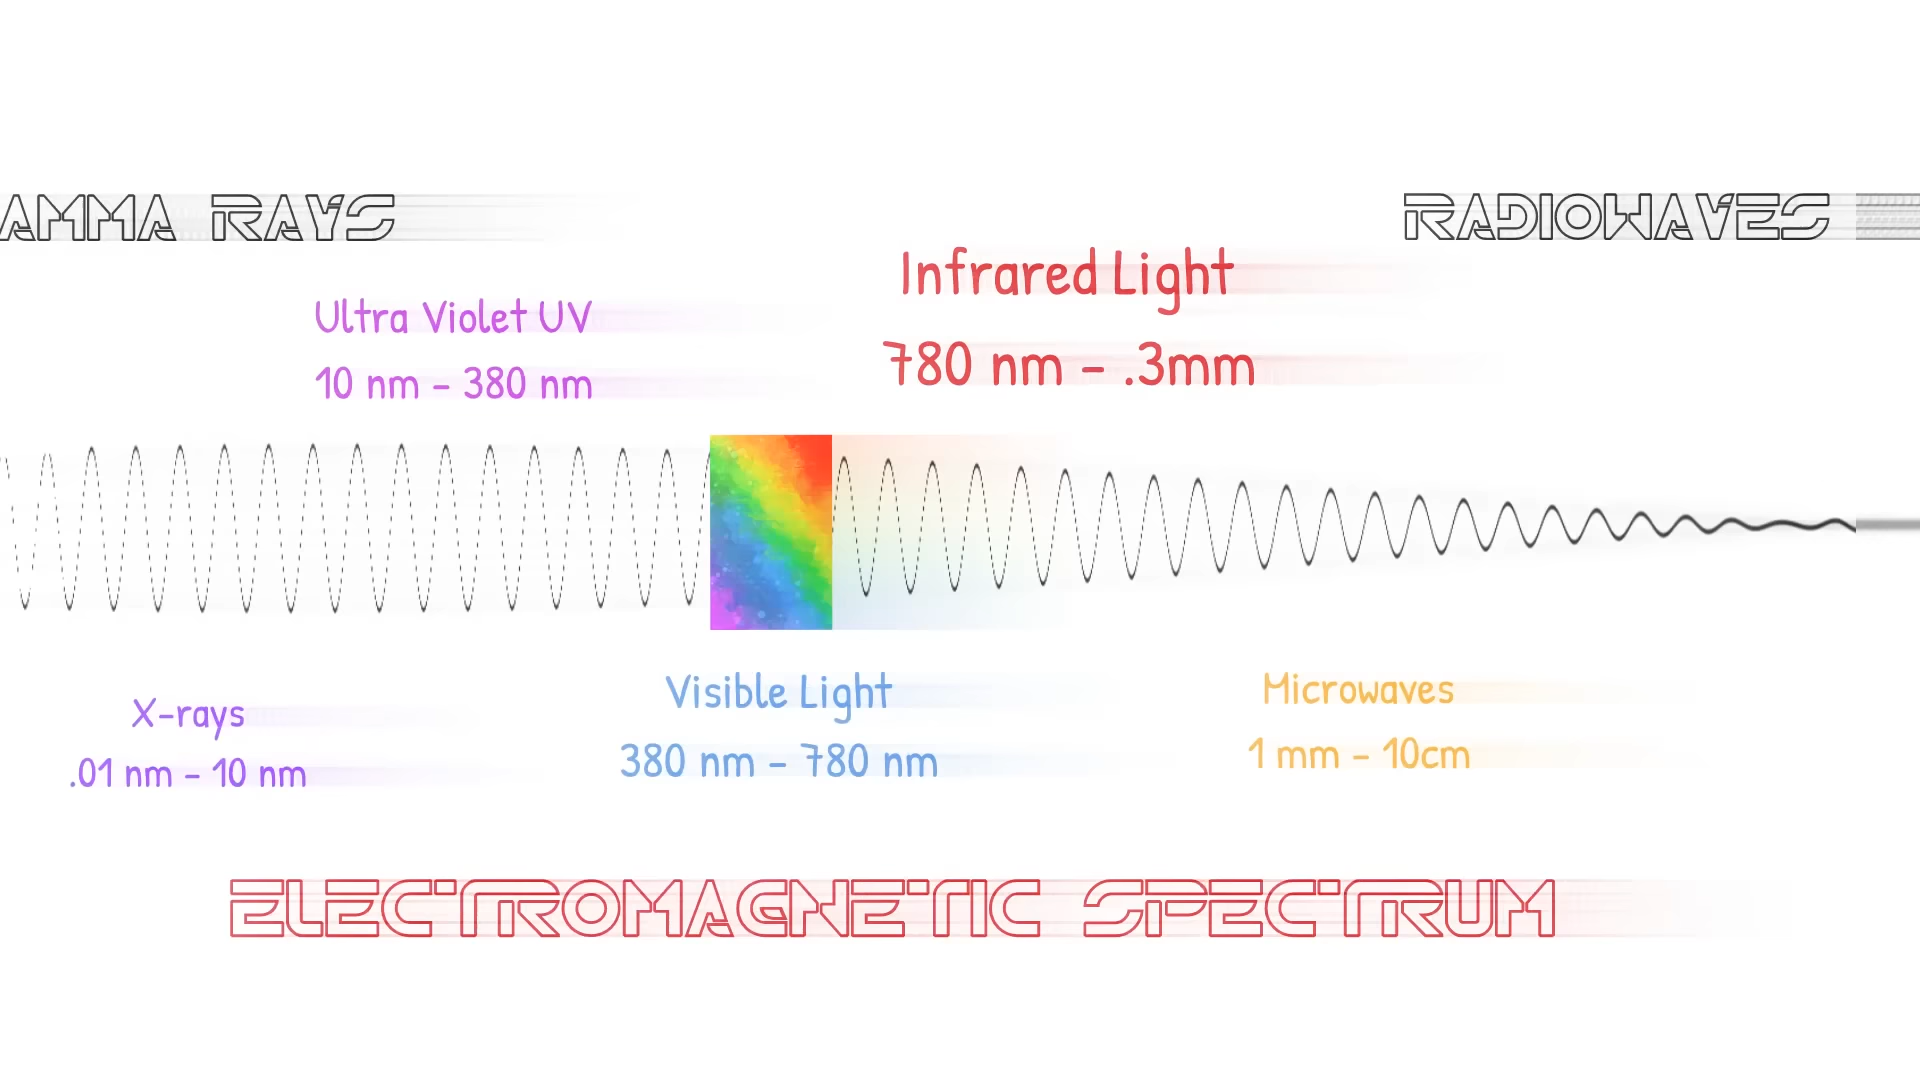 AMMA RAYS
RADIOWAVES
Infrared Light
780 nm - .3mm
Ultra Violet UV
10 nm - 380 nm
X-rays
.01 nm - 10 nm
Visible Light
380 nm - 780 nm
Microwaves
1 mm - 10cm
ELECTROMAGNETIC SPECTRUM